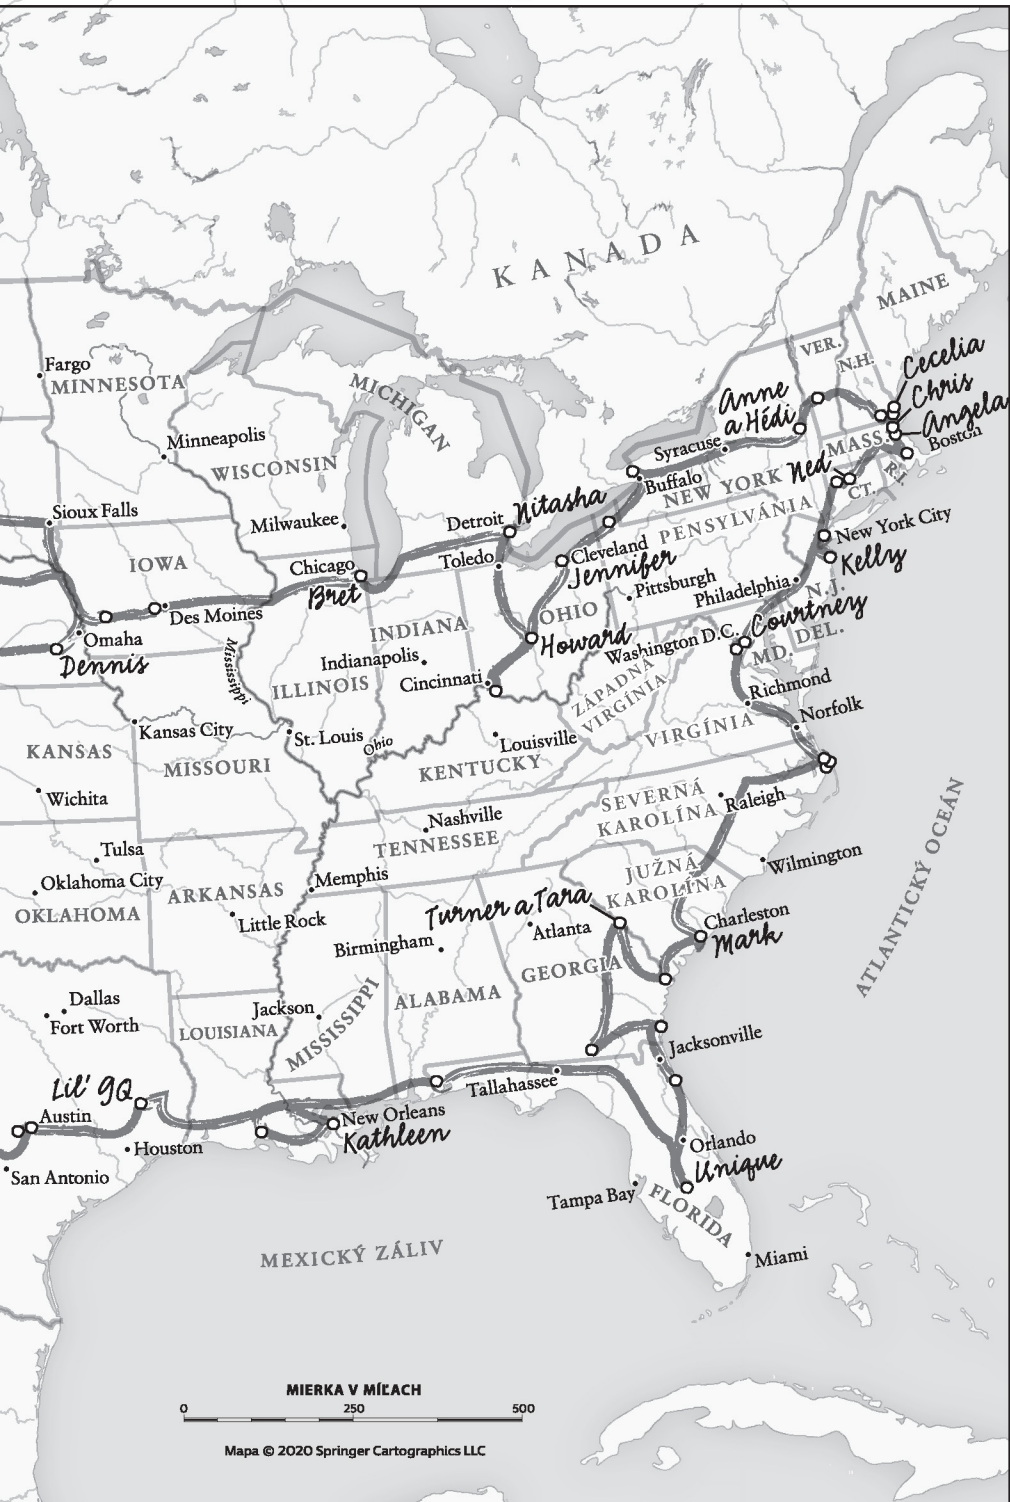 KANADA
MAINE
VER.
N.H.
Cecelia
Chris
Angela
Boston
MASS.
R.I.
CT.
Anne
a Hédi
Syracuse
Buffalo
NEW YORK
Ned
Fargo
MINNESOTA
Minneapolis
MICHIGAN
WISCONSIN
Milwaukee
Sioux Falls
IOWA
Detroit
Nitasha
Toledo
Chicago
Bret
Des Moines
Omaha
Dennis
Cleveland
Jennifer
PENSYLVÁNIA
Pittsburgh
Philadelphia
New York City
Kelly
N.J.
Courtney
DEL.
Washington D.C.
MD.
OHIO
Howard
INDIANA
Indianapolis
Cincinnati
ILLINOIS
Mississippi
ZÁPADNÁ
VIRGÍNIA
Richmond
Norfolk
VIRGÍNIA
Kansas City
St. Louis
Ohio
Louisville
KENTUCKY
KANSAS
MISSOURI
Wichita
SEVERNÁ
KAROLÍNA
Raleigh
Nashville
TENNESSEE
Tulsa
Oklahoma City
OKLAHOMA
ARKANSAS
Memphis
Little Rock
JUŽNÁ
KAROLÍNA
Wilmington
ATLANTICKÝ OCEÁN
Turner a Tara
Atlanta
Birmingham
Charleston
Mark
GEORGIA
ALABAMA
MISSISSIPPI
Jackson
LOUISIANA
Dallas
Fort Worth
Jacksonville
Tallahassee
Lil' GQ
Austin
Houston
San Antonio
New Orleans
Kathleen
Orlando
Unique
Tampa Bay
FLORIDA
Miami
MEXICKÝ ZÁLIV
MIERKA V MÍĽACH
0 250 500
Mapa © 2020 Springer Cartographics LLC